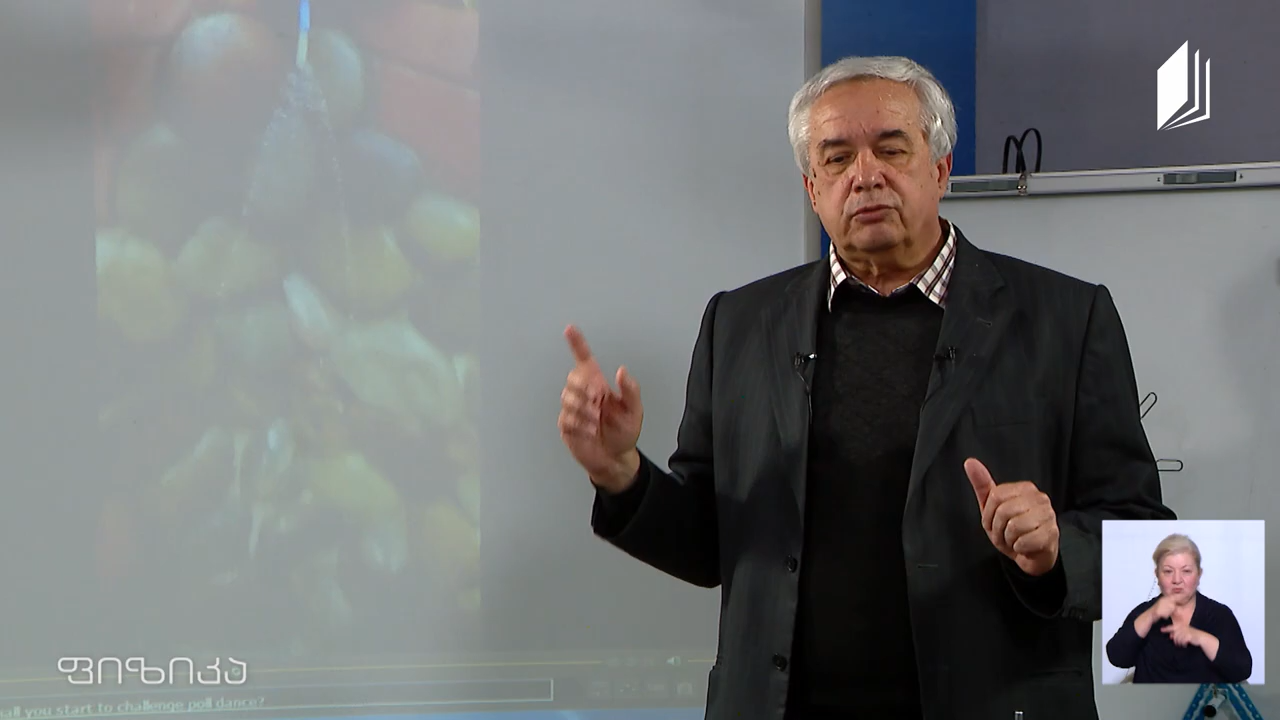 ფიზიკა
all you start to challenge poll dance?